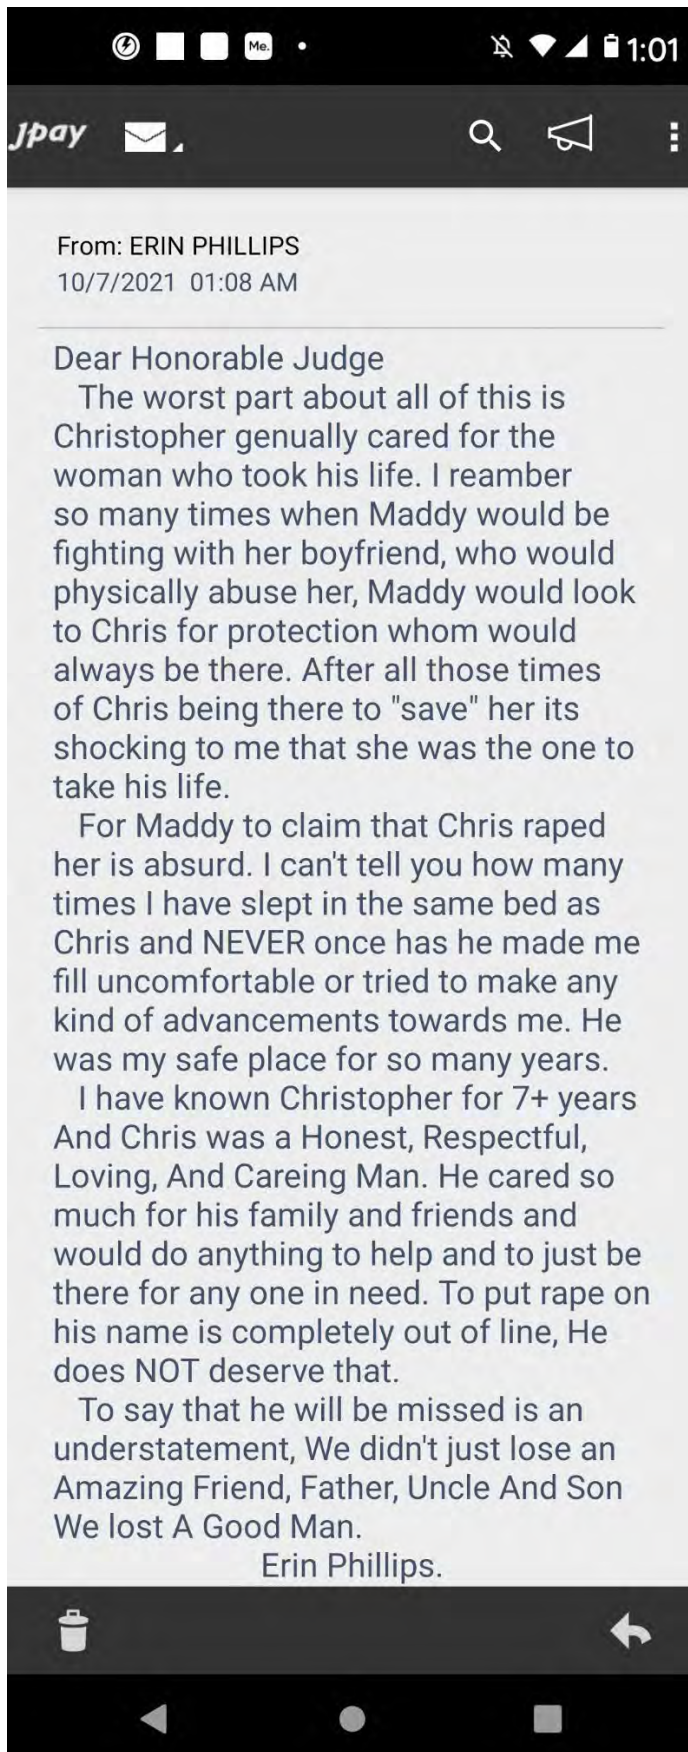 Me.
1:01
Jpay
From: ERIN PHILLIPS
10/7/2021 01:08 AM
Dear Honorable Judge
The worst part about all of this is
Christopher genually cared for the
woman who took his life. I reamber
so many times when Maddy would be
fighting with her boyfriend, who would
physically abuse her, Maddy would look
to Chris for protection whom would
always be there. After all those times
of Chris being there to "save" her its
shocking to me that she was the one to
take his life.
For Maddy to claim that Chris raped
her is absurd. I can't tell you how many
times I have slept in the same bed as
Chris and NEVER once has he made me
fill uncomfortable or tried to make any
kind of advancements towards me. He
was my safe place for so many years.
I have known Christopher for 7+ years
And Chris was a Honest, Respectful,
Loving, And Careing Man. He cared so
much for his family and friends and
would do anything to help and to just be
there for any one in need. To put rape on
his name is completely out of line, He
does NOT deserve that.
To say that he will be missed is an
understatement, We didn't just lose an
Amazing Friend, Father, Uncle And Son
We lost A Good Man.
Erin Phillips.